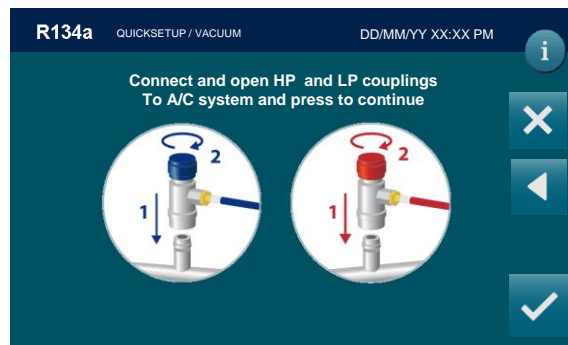 R134a
QUICKSETUP / VACUUM
DD/MM/YY XX:XX PM
i
Connect and open HP and LP couplings
To A/C system and press to continue
2
1
2
1